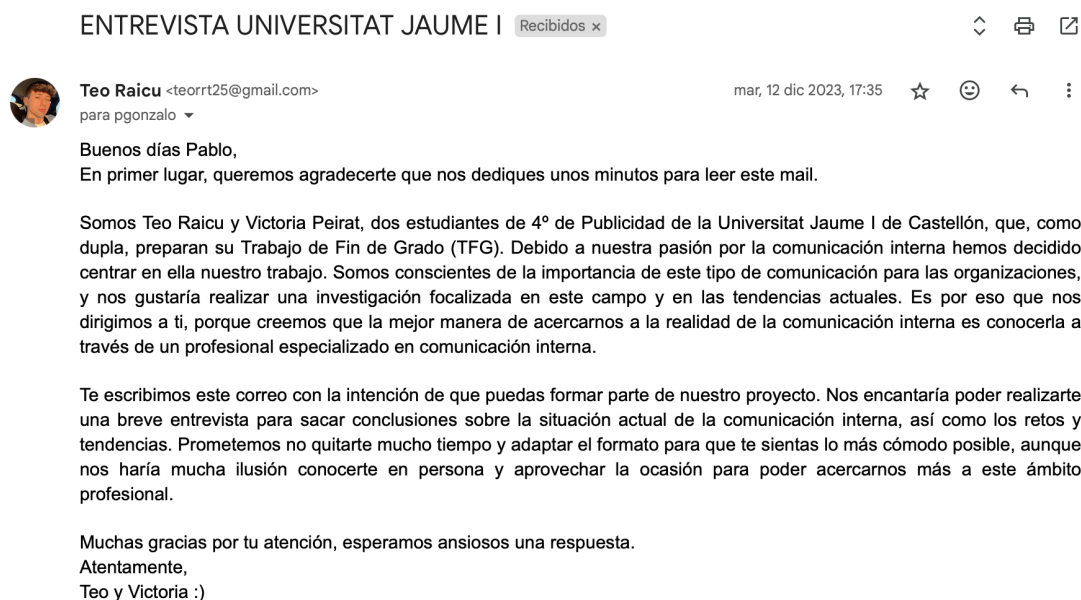 ENTREVISTA UNIVERSITAT JAUME I Recibidos ×
Teo Raicu <teorrt25@gmail.com> mar, 12 dic 2023, 17:35
para pgonzalo
Buenos días Pablo,
En primer lugar, queremos agradecerte que nos dediques unos minutos para leer este mail.
Somos Teo Raicu y Victoria Peirat, dos estudiantes de 4º de Publicidad de la Universitat Jaume I de Castellón, que, como
dupla, preparan su Trabajo de Fin de Grado (TFG). Debido a nuestra pasión por la comunicación interna hemos decidido
centrar en ella nuestro trabajo. Somos conscientes de la importancia de este tipo de comunicación para las organizaciones,
y nos gustaría realizar una investigación focalizada en este campo y en las tendencias actuales. Es por eso que nos
dirigimos a ti, porque creemos que la mejor manera de acercarnos a la realidad de la comunicación interna es conocerla a
través de un profesional especializado en comunicación interna.
Te escribimos este correo con la intención de que puedas formar parte de nuestro proyecto. Nos encantaría poder realizarte
una breve entrevista para sacar conclusiones sobre la situación actual de la comunicación interna, así como los retos y
tendencias. Prometemos no quitarte mucho tiempo y adaptar el formato para que te sientas lo más cómodo posible, aunque
nos haría mucha ilusión conocerte en persona y aprovechar la ocasión para poder acercarnos más a este ámbito
profesional.
Muchas gracias por tu atención, esperamos ansiosos una respuesta.
Atentamente,
Teo y Victoria :)